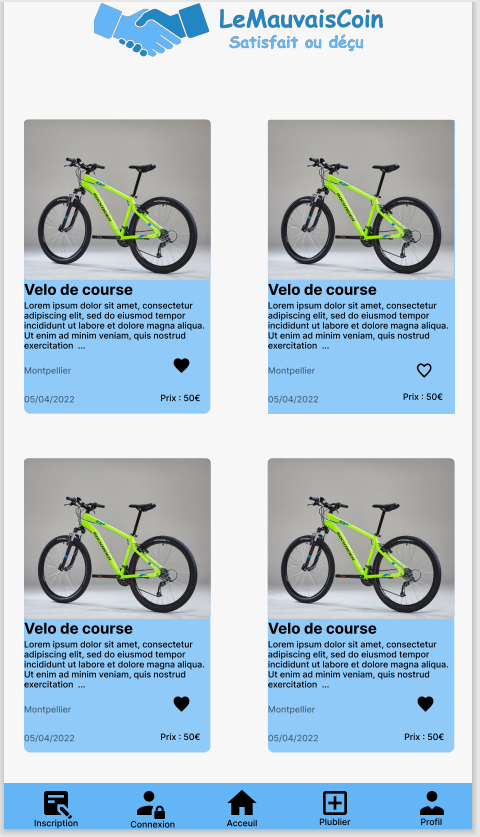 LeMauvaisCoin
Satisfait ou déçu
Velo de course
Lorem ipsum dolor sit amet, consectetur
adipiscing elit, sed do eiusmod tempor
incididunt ut labore et dolore magna aliqua.
Ut enim ad minim veniam, quis nostrud
exercitation ...
Montpellier
05/04/2022
Prix : 50€
Velo de course
Lorem ipsum dolor sit amet, consectetur
adipiscing elit, sed do eiusmod tempor
incididunt ut labore et dolore magna aliqua.
Ut enim ad minim veniam, quis nostrud
exercitation ...
Montpellier
05/04/2022
Prix : 50€
Velo de course
Lorem ipsum dolor sit amet, consectetur
adipiscing elit, sed do eiusmod tempor
incididunt ut labore et dolore magna aliqua.
Ut enim ad minim veniam, quis nostrud
exercitation ...
Montpellier
05/04/2022
Prix : 50€
Velo de course
Lorem ipsum dolor sit amet, consectetur
adipiscing elit, sed do eiusmod tempor
incididunt ut labore et dolore magna aliqua.
Ut enim ad minim veniam, quis nostrud
exercitation ...
Montpellier
05/04/2022
Prix : 50€
Inscription
Connexion
Acceuil
Plublier
Profil